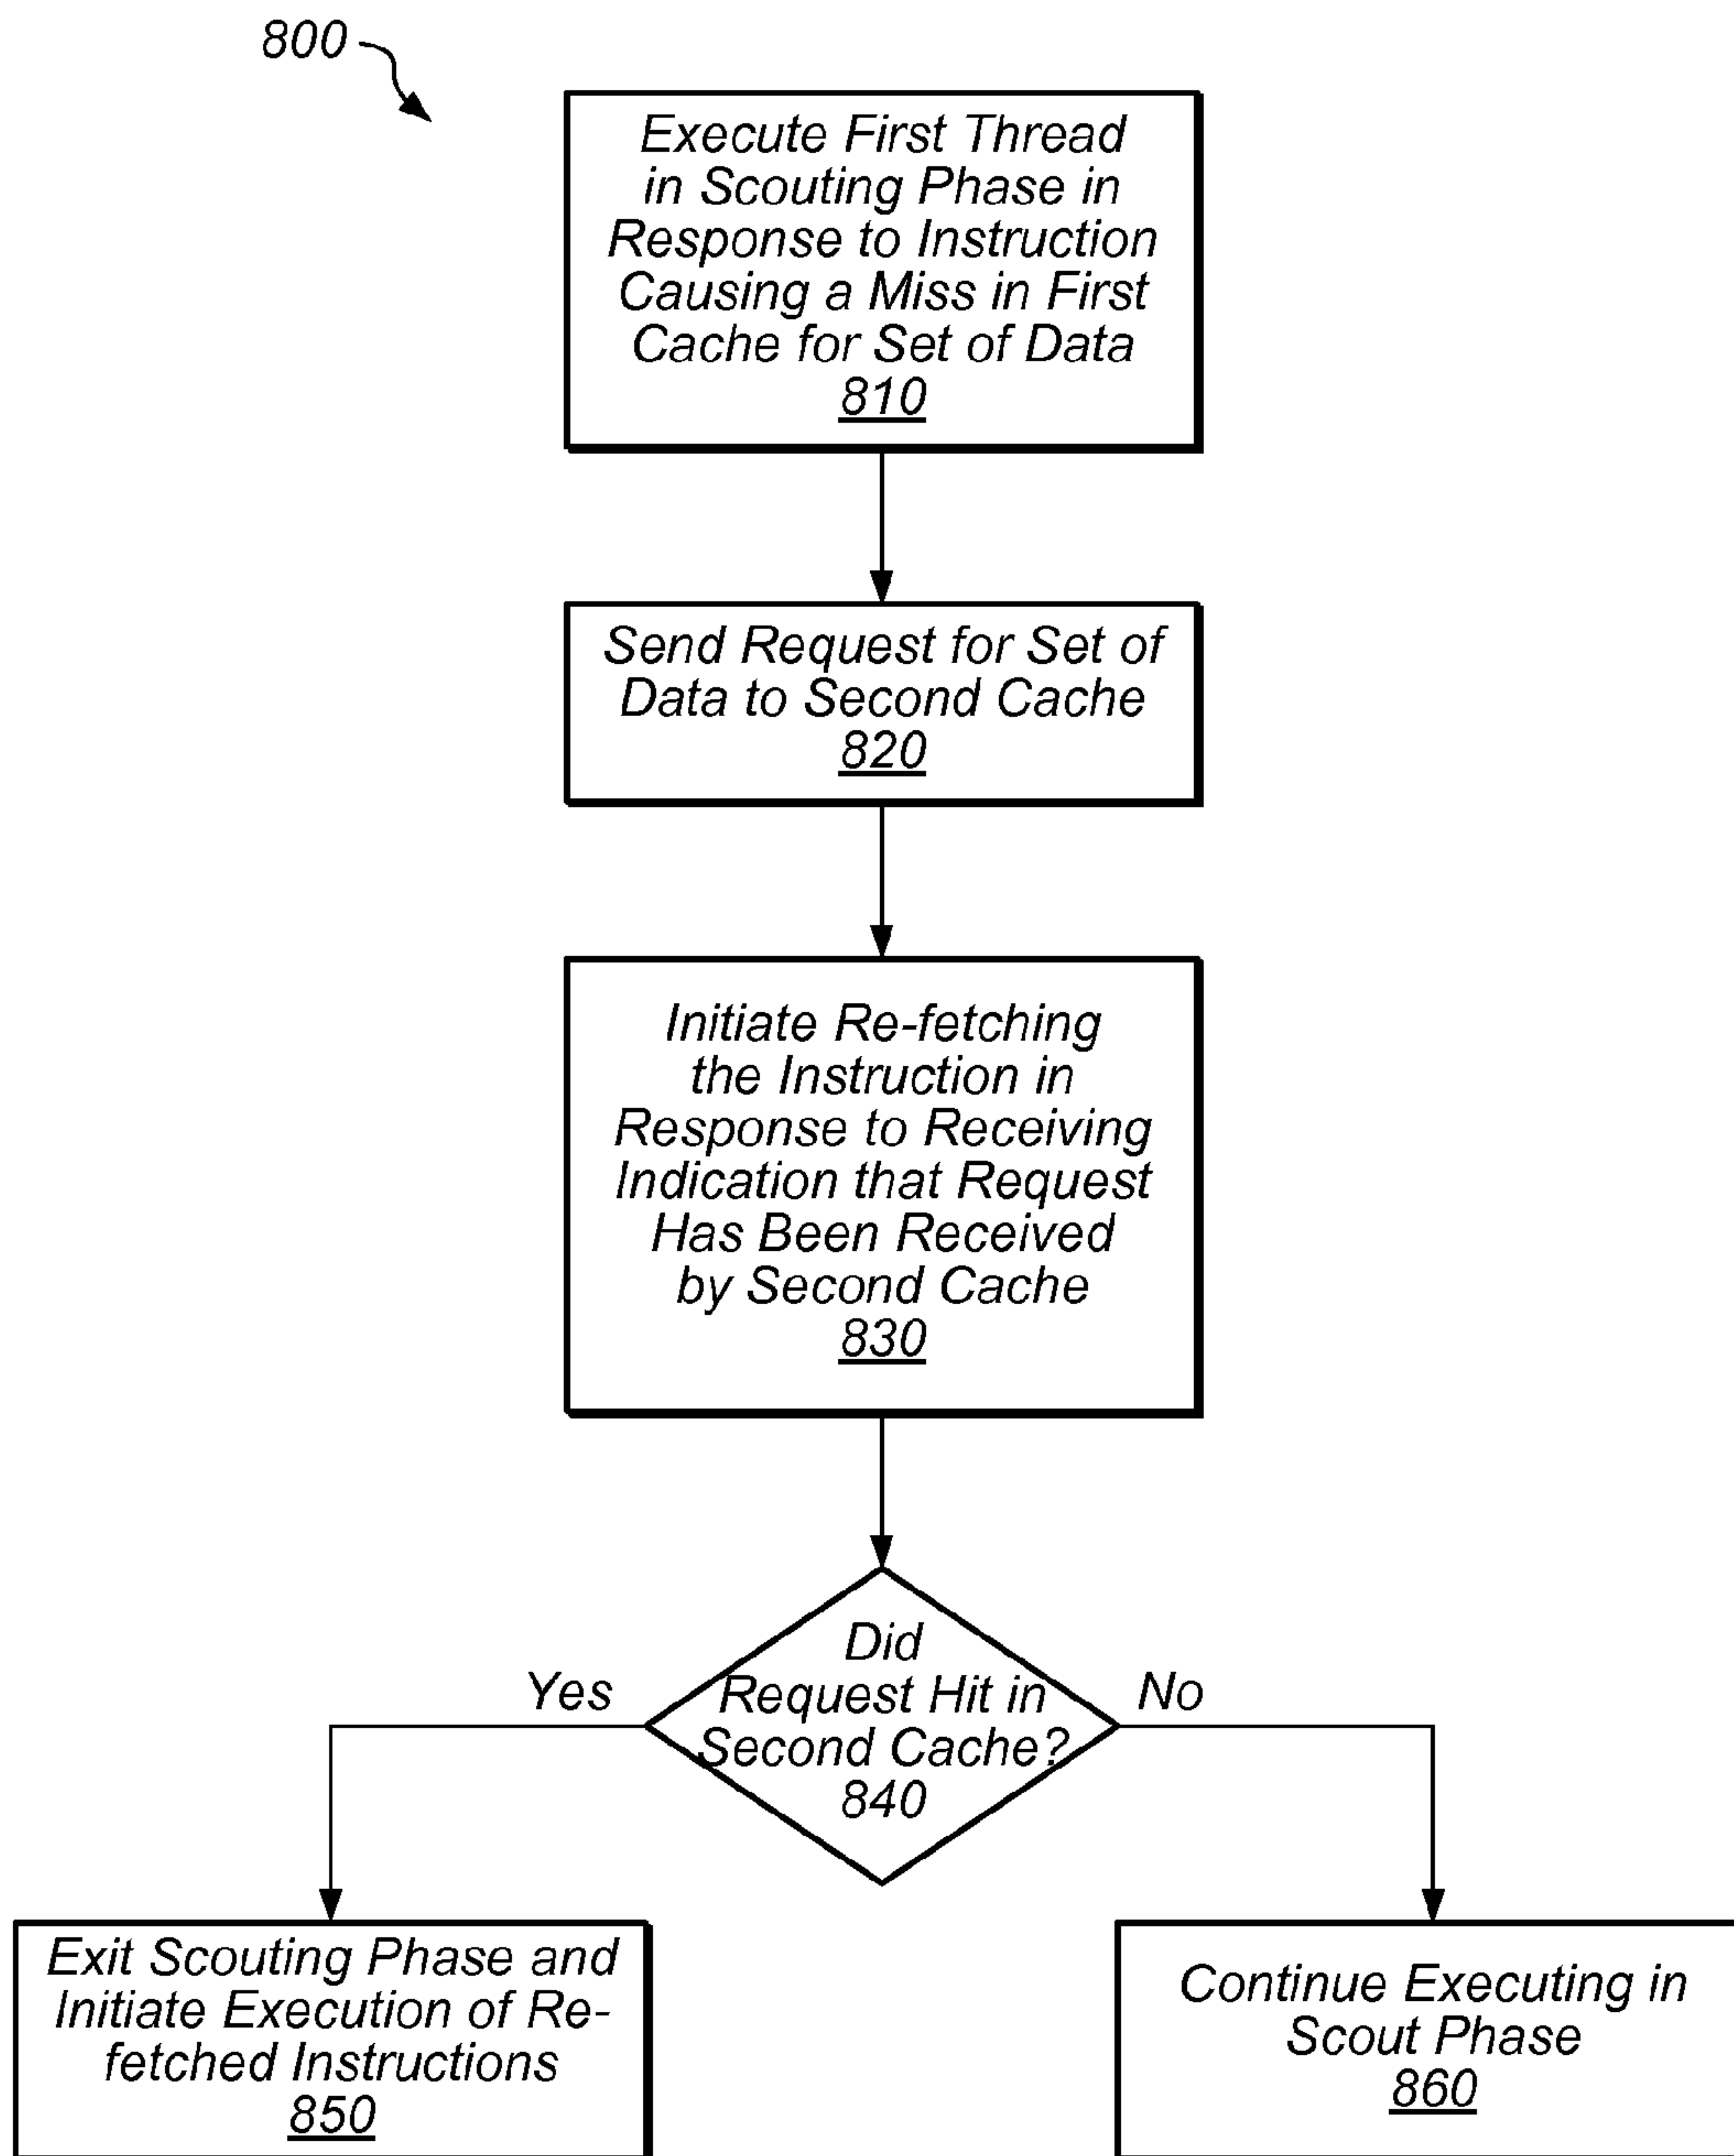 800
Execute First Thread
in Scouting Phase in
Response to Instruction
Causing a Miss in First
Cache for Set of Data
810
Send Request for Set of
Data to Second Cache
820
Initiate Re-fetching
the Instruction in
Response to Receiving
Indication that Request
Has Been Received
by Second Cache
830
Did
Request Hit in
Second Cache?
840
Yes
No
Exit Scouting Phase and
Initiate Execution of Re-
fetched Instructions
850
Continue Executing in
Scout Phase
860